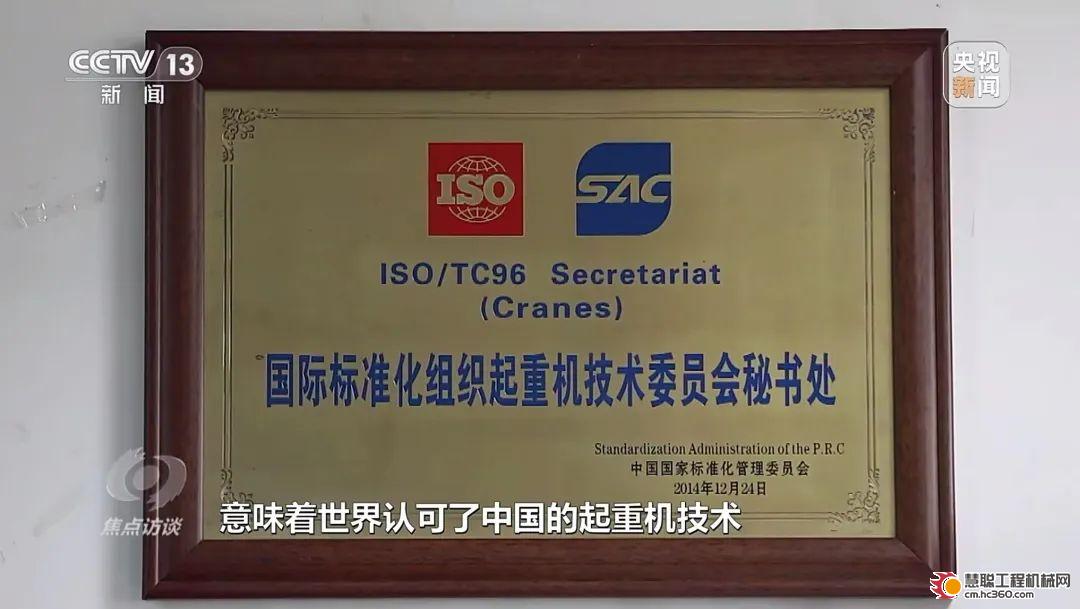 CCTV 13
新闻
央视
新闻
ISO
SAC
ISO/TC96 Secretariat
(Cranes)
国际标准化组织起重机技术委员会秘书处
Standardization Administration of the P.R.C
中国国家标准化管理委员会
2014年12月24日
焦点访谈
意味着世界认可了中国的起重机技术
慧聪工程机械网
cm.hc360.com